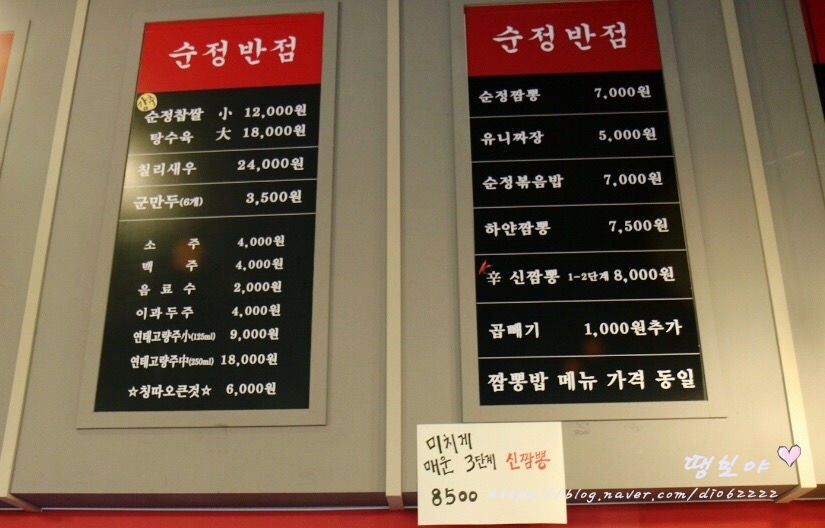 순정반점
강추
순정찹쌀 小 12,000원
탕수육 大 18,000원
칠리새우 24,000원
군만두(6개) 3,500원
소 주 4,000원
맥 주 4,000원
음 료 수 2,000원
이과두주 4,000원
연태고량주小(125ml) 9,000원
연태고량주中(250ml) 18,000원
☆칭따오큰것☆ 6,000원
순정반점
순정짬뽕 7,000원
유니짜장 5,000원
순정볶음밥 7,000원
하얀짬뽕 7,500원
辛 신짬뽕 1-2단계 8,000원
곱빼기 1,000원추가
짬뽕밥 메뉴 가격 동일
미치게
매운 3단계 신짬뽕
8500
땡보야
https://blog.naver.com/dio62222